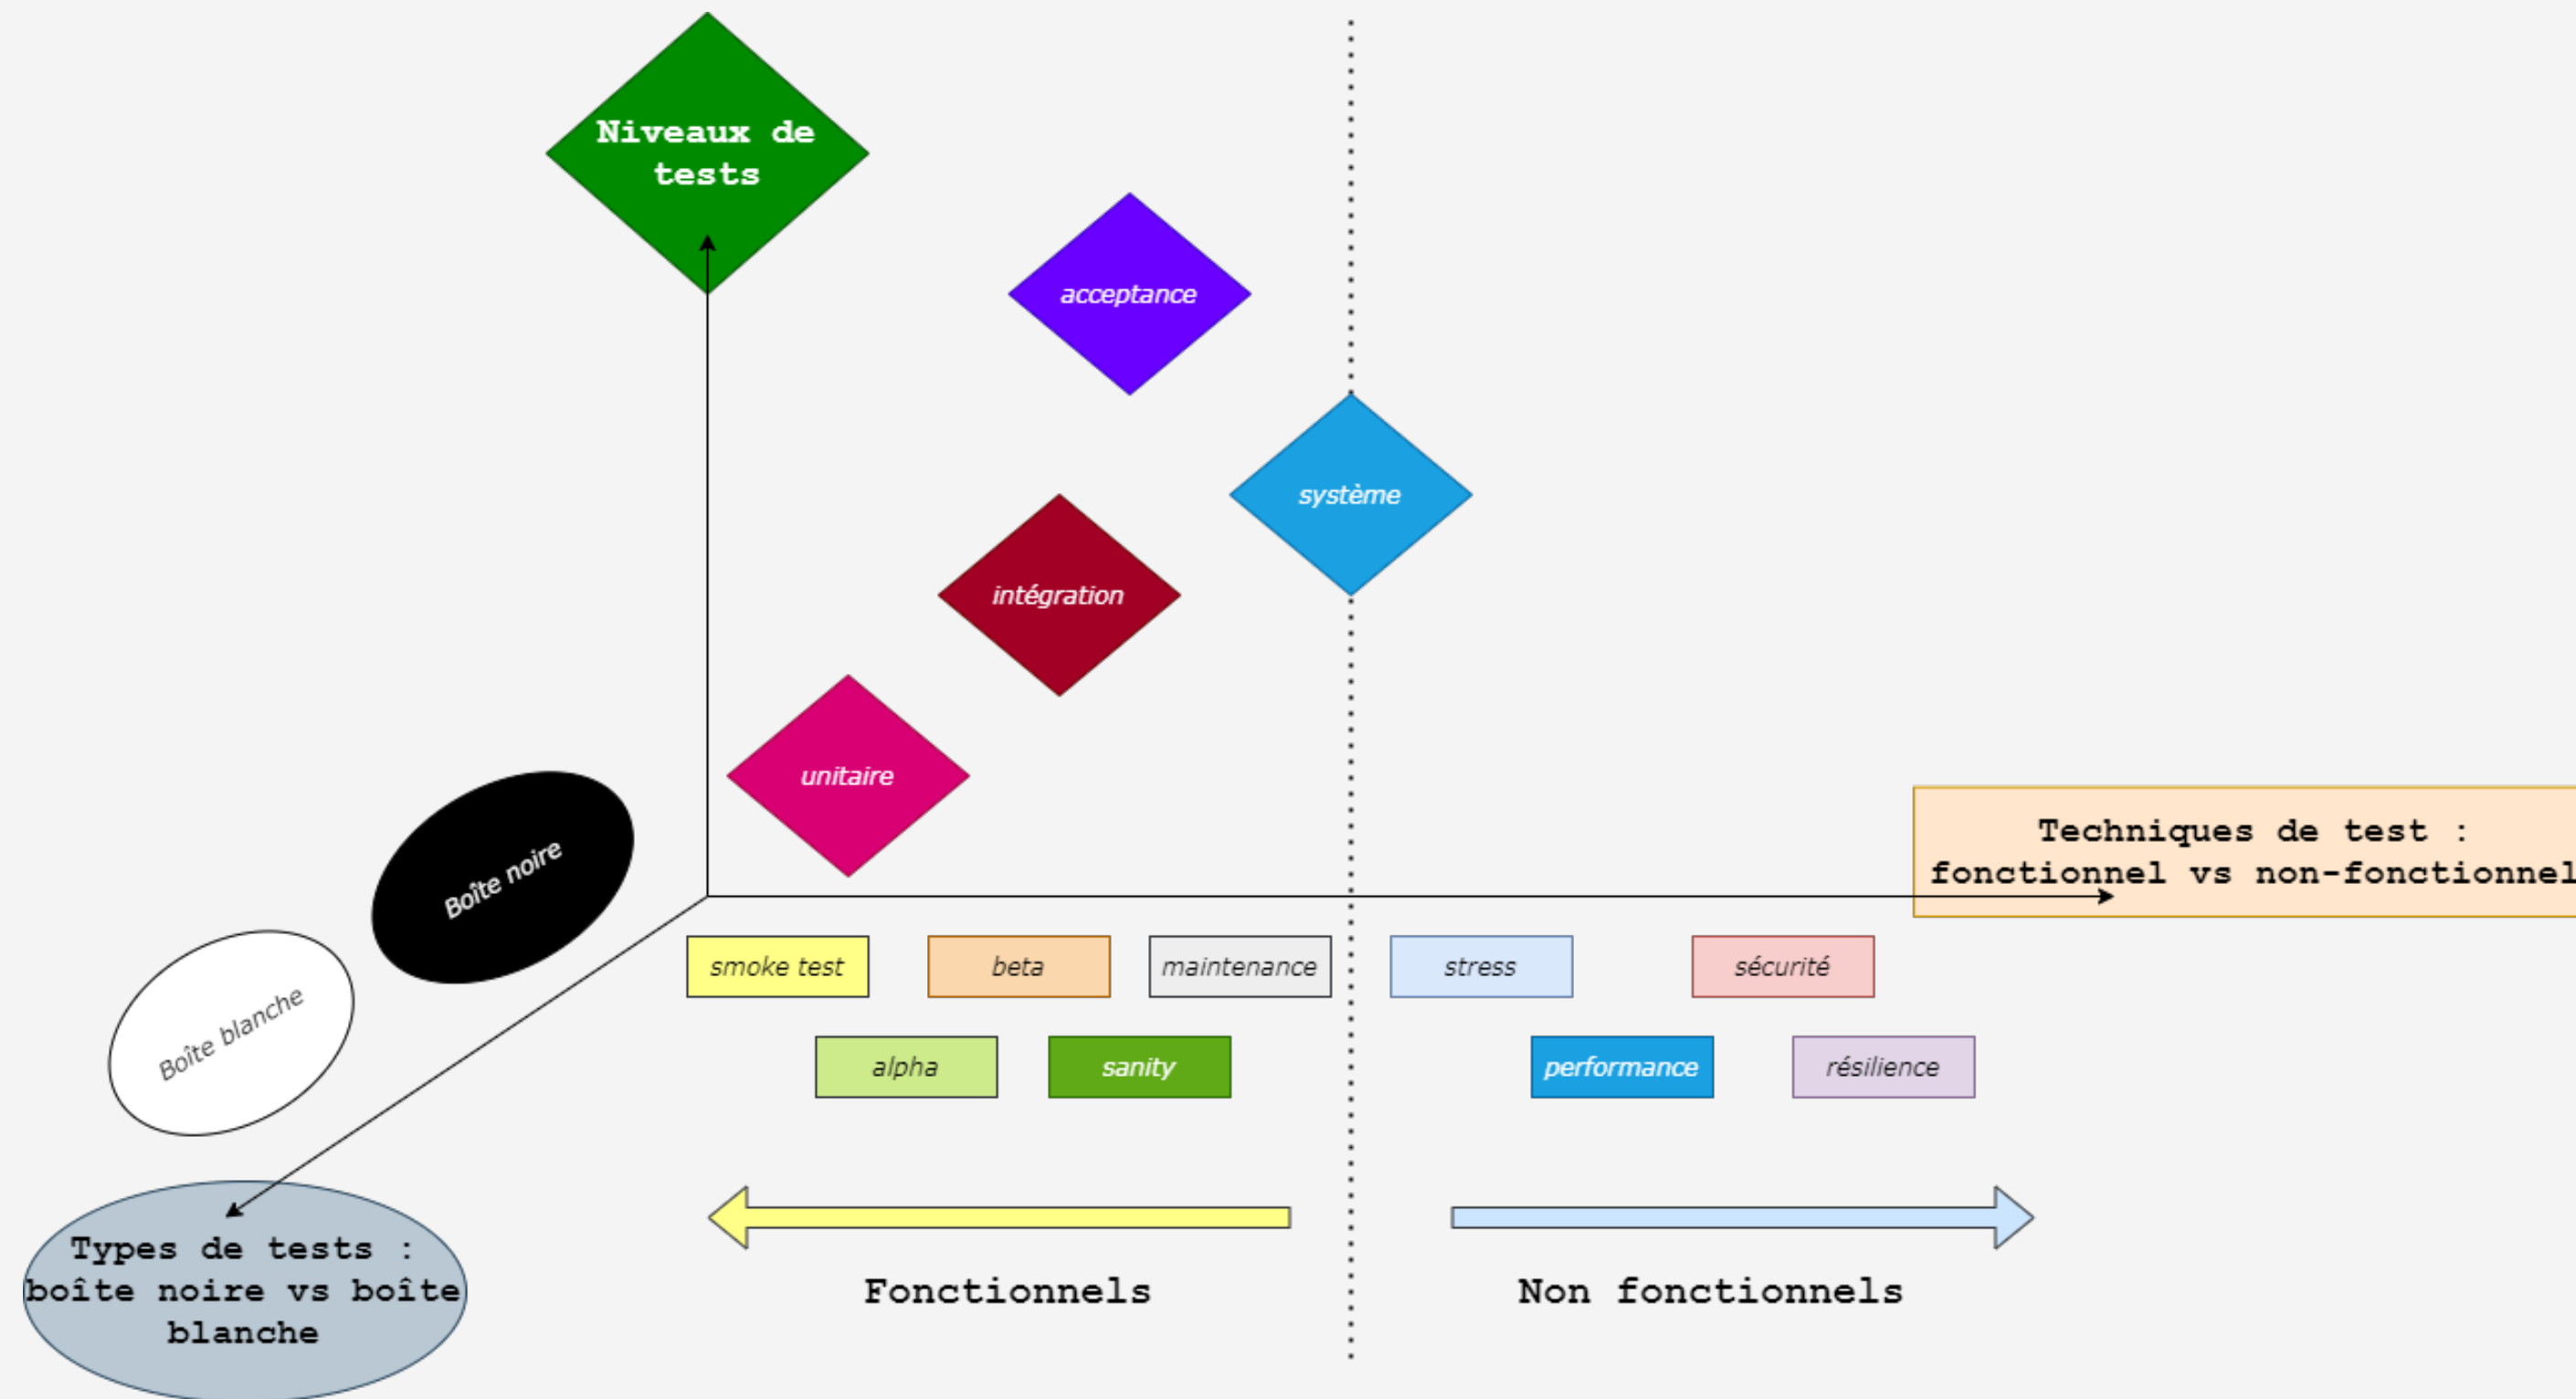 Niveaux de
tests
acceptance
système
intégration
unitaire
Techniques de test :
fonctionnel vs non-fonctionnel
Boîte noire
Boîte blanche
smoke test
beta
maintenance
stress
sécurité
alpha
sanity
performance
résilience
Types de tests :
boîte noire vs boîte
blanche
Fonctionnels
Non fonctionnels